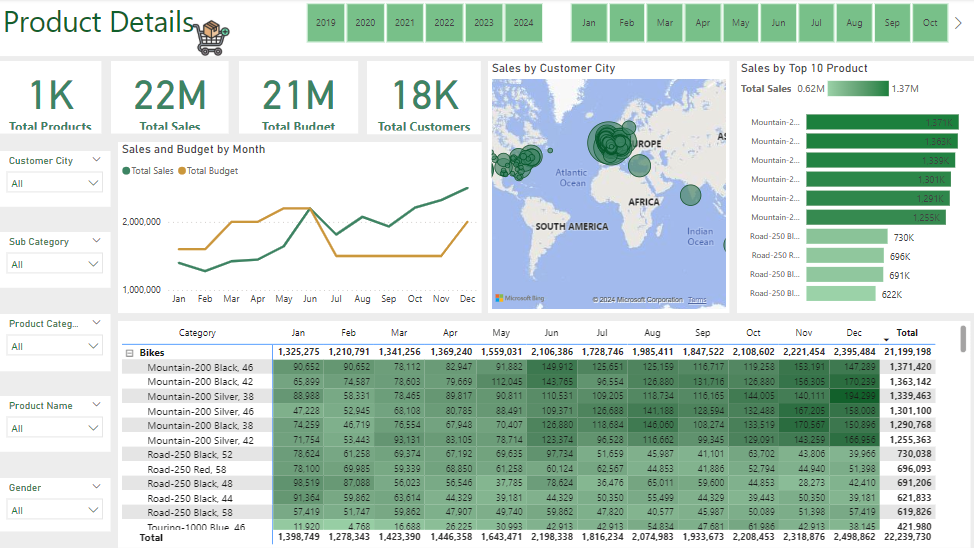 Product Details
2019 2020 2021 2022 2023 2024
Jan Feb Mar Apr May Jun Jul Aug Sep Oct
1K
Total Products
22M
Total Sales
21M
Total Budget
18K
Total Customers
Customer City
All
Sub Category
All
Product Categ...
All
Product Name
All
Gender
All
Sales and Budget by Month
Total Sales Total Budget
2,000,000
1,000,000
Jan Feb Mar Apr May Jun Jul Aug Sep Oct Nov Dec
Sales by Customer City
EUROPE
Atlantic
Ocean
AFRICA
SOUTH AMERICA
Indian
Ocean
Microsoft Bing
© 2024 Microsoft Corporation Terms
Sales by Top 10 Product
Total Sales 0.62M 1.37M
Mountain-2... 1.371K
Mountain-2... 1.363K
Mountain-2... 1.339K
Mountain-2... 1.301K
Mountain-2... 1.291K
Mountain-2... 1.255K
Road-250 Bl... 730K
Road-250 R... 696K
Road-250 Bl... 691K
Road-250 Bl... 622K
Category Jan Feb Mar Apr May Jun Jul Aug Sep Oct Nov Dec Total
Bikes 1,325,275 1,210,791 1,341,256 1,369,240 1,559,031 2,106,386 1,728,746 1,985,411 1,847,522 2,108,602 2,221,454 2,395,484 21,199,198
Mountain-200 Black, 46 90,652 90,652 78,112 82,947 91,882 149,912 125,651 125,159 116,717 119,258 153,191 147,289 1,371,420
Mountain-200 Black, 42 65,899 74,587 78,603 79,669 112,045 143,765 96,554 126,880 131,716 126,880 156,305 170,239 1,363,142
Mountain-200 Silver, 38 88,988 58,331 78,465 89,817 90,811 110,531 109,205 118,734 116,165 144,005 140,111 194,299 1,339,463
Mountain-200 Silver, 46 47,228 52,945 68,108 80,785 88,491 109,371 126,688 141,188 128,594 132,488 167,205 158,008 1,301,100
Mountain-200 Black, 38 74,259 46,719 76,554 67,948 70,407 126,880 118,684 146,060 108,274 133,519 170,567 150,896 1,290,768
Mountain-200 Silver, 42 71,754 53,443 93,131 83,105 78,714 123,374 96,528 116,662 99,345 129,091 143,259 166,956 1,255,363
Road-250 Black, 52 78,624 61,258 69,374 67,192 69,635 97,734 51,659 45,987 41,101 63,702 43,806 39,966 730,038
Road-250 Red, 58 78,100 69,985 59,339 68,850 61,258 60,124 62,567 44,853 41,886 52,794 44,940 51,398 696,093
Road-250 Black, 48 98,519 87,088 56,023 56,546 37,785 78,624 36,476 65,011 59,600 44,853 28,273 42,410 691,206
Road-250 Black, 44 91,364 59,862 63,614 44,329 39,181 44,329 50,350 55,499 44,329 39,443 50,350 39,181 621,833
Road-250 Black, 58 57,419 51,747 59,862 47,907 49,740 59,862 47,820 40,577 45,987 50,089 51,398 57,419 619,826
Touring-1000 Blue, 46 11,920 4,768 16,688 26,225 30,993 42,913 42,913 54,834 47,681 61,986 42,913 38,145 421,980
Total 1,398,749 1,278,343 1,423,390 1,446,358 1,643,471 2,198,338 1,816,234 2,074,983 1,933,673 2,208,453 2,318,876 2,498,862 22,239,730